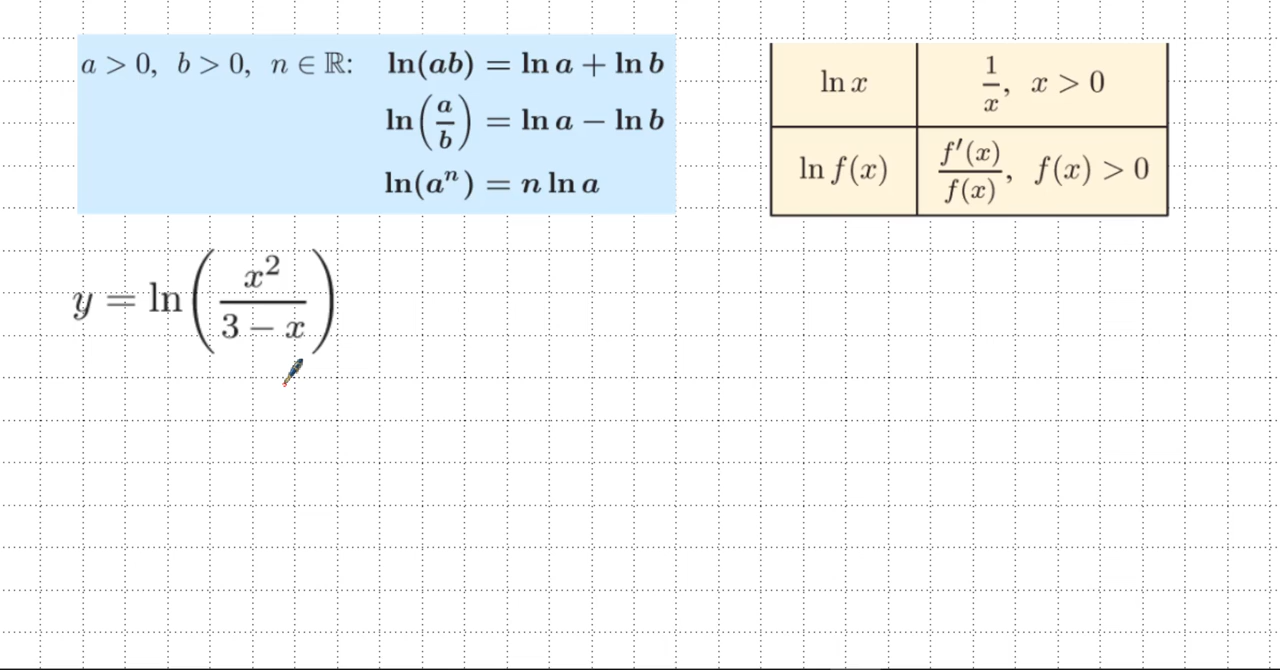 a > 0, b > 0, n ∈ ℝ: ln(ab) = ln a + ln b
ln(a/b) = ln a − ln b
ln(aⁿ) = n ln a
ln x | 1/x, x > 0
ln f(x) | f′(x)/f(x), f(x) > 0
y = ln(x²/(3 − x))